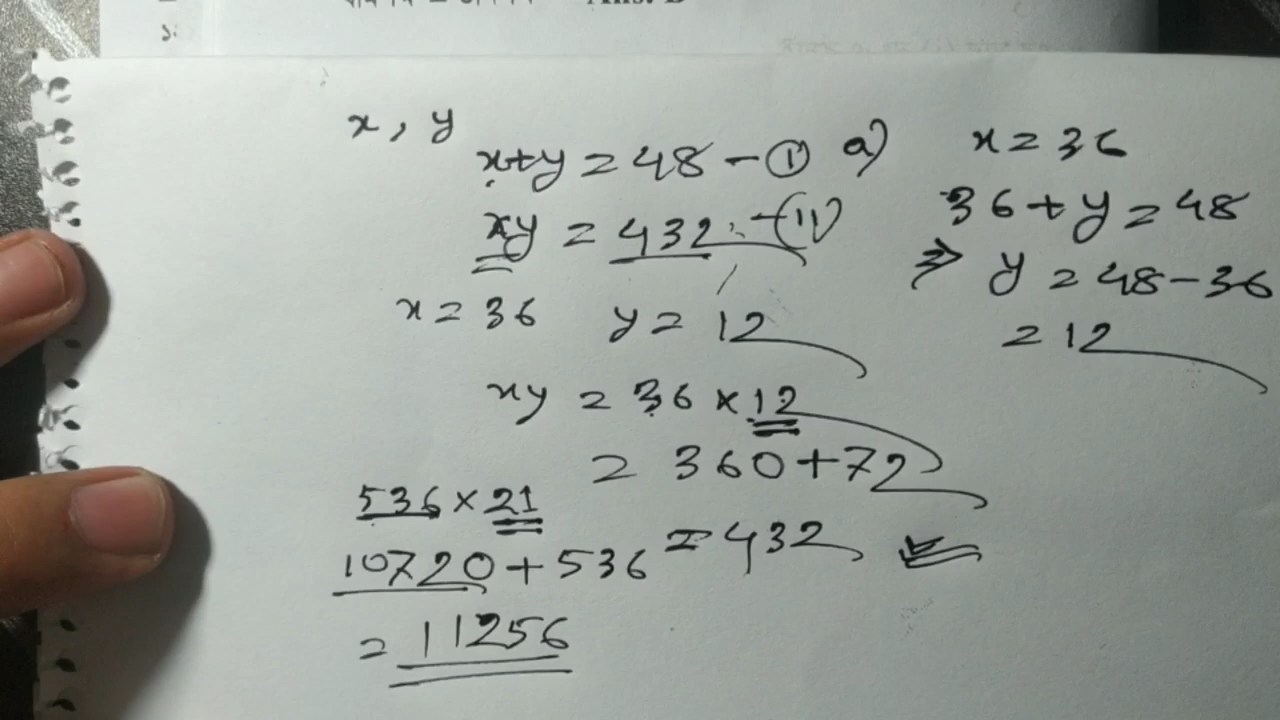 x, y
x+y = 48 - (i) a) x = 36
36 + y = 48
xy = 432 - (11)
⇒ y = 48 - 36
x = 36 y = 12
= 12
xy = 36 × 12
= 360 + 72
536 × 21
= 432
10720 + 536
= 11256